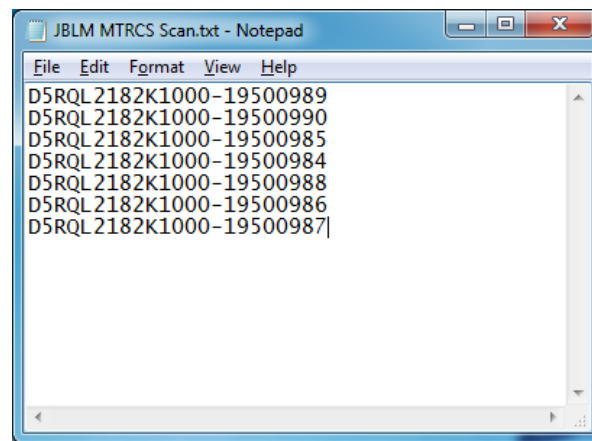 JBLM MTRCS Scan.txt - Notepad
File Edit Format View Help
D5RQL2182K1000-19500989
D5RQL2182K1000-19500990
D5RQL2182K1000-19500985
D5RQL2182K1000-19500984
D5RQL2182K1000-19500988
D5RQL2182K1000-19500986
D5RQL2182K1000-19500987